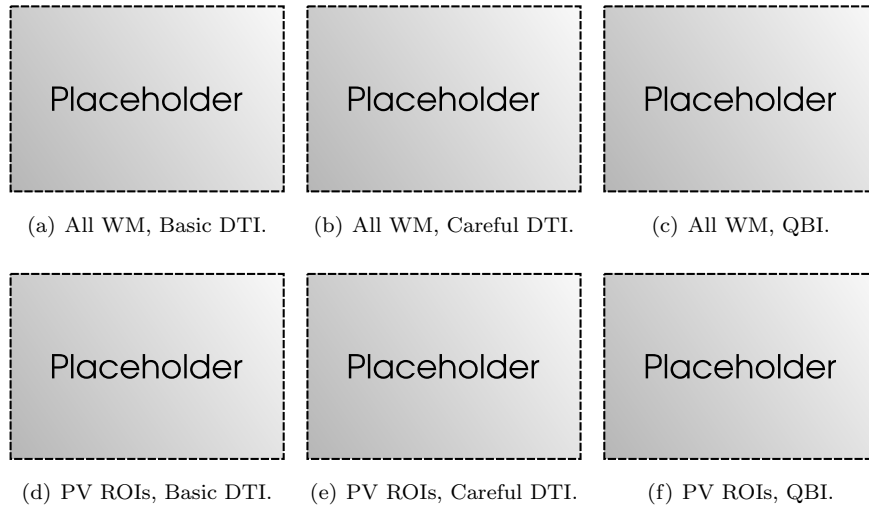 Placeholder Placeholder Placeholder
(a) All WM, Basic DTI. (b) All WM, Careful DTI. (c) All WM, QBI.
Placeholder Placeholder Placeholder
(d) PV ROIs, Basic DTI. (e) PV ROIs, Careful DTI. (f) PV ROIs, QBI.